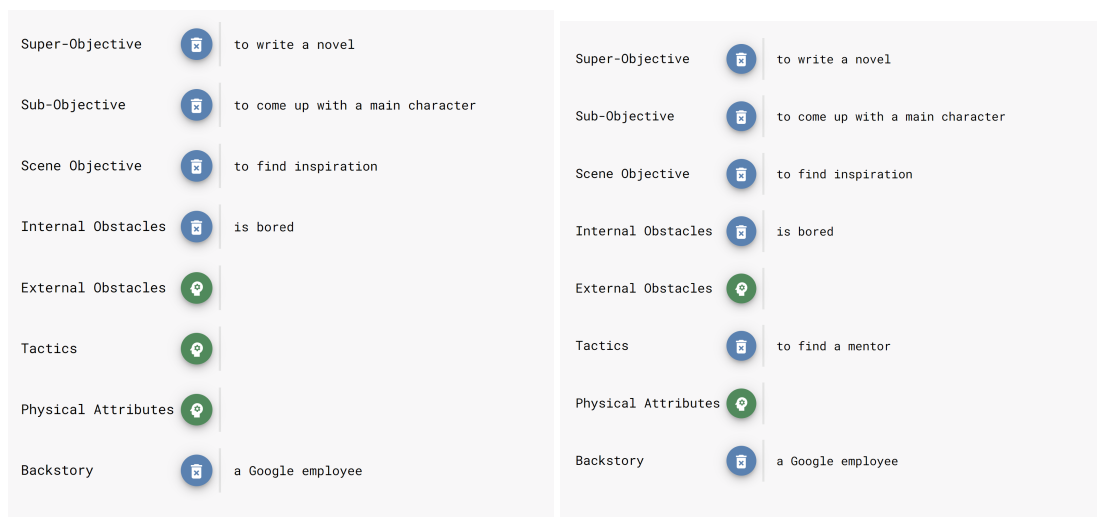 Super-Objective to write a novel
Sub-Objective to come up with a main character
Scene Objective to find inspiration
Internal Obstacles is bored
External Obstacles
Tactics
Physical Attributes
Backstory a Google employee
Super-Objective to write a novel
Sub-Objective to come up with a main character
Scene Objective to find inspiration
Internal Obstacles is bored
External Obstacles
Tactics to find a mentor
Physical Attributes
Backstory a Google employee